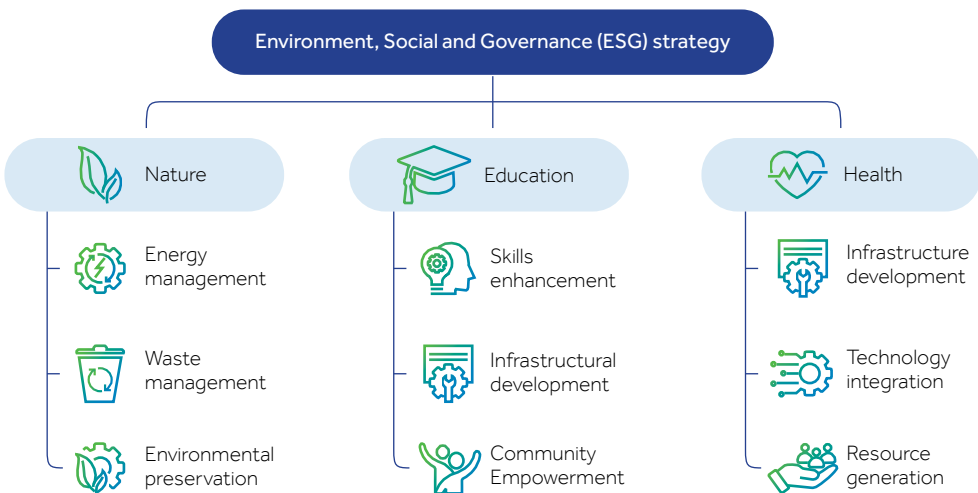 Environment, Social and Governance (ESG) strategy
Nature
Energy
management
Waste
management
Environmental
preservation
Education
Skills
enhancement
Infrastructural
development
Community
Empowerment
Health
Infrastructure
development
Technology
integration
Resource
generation